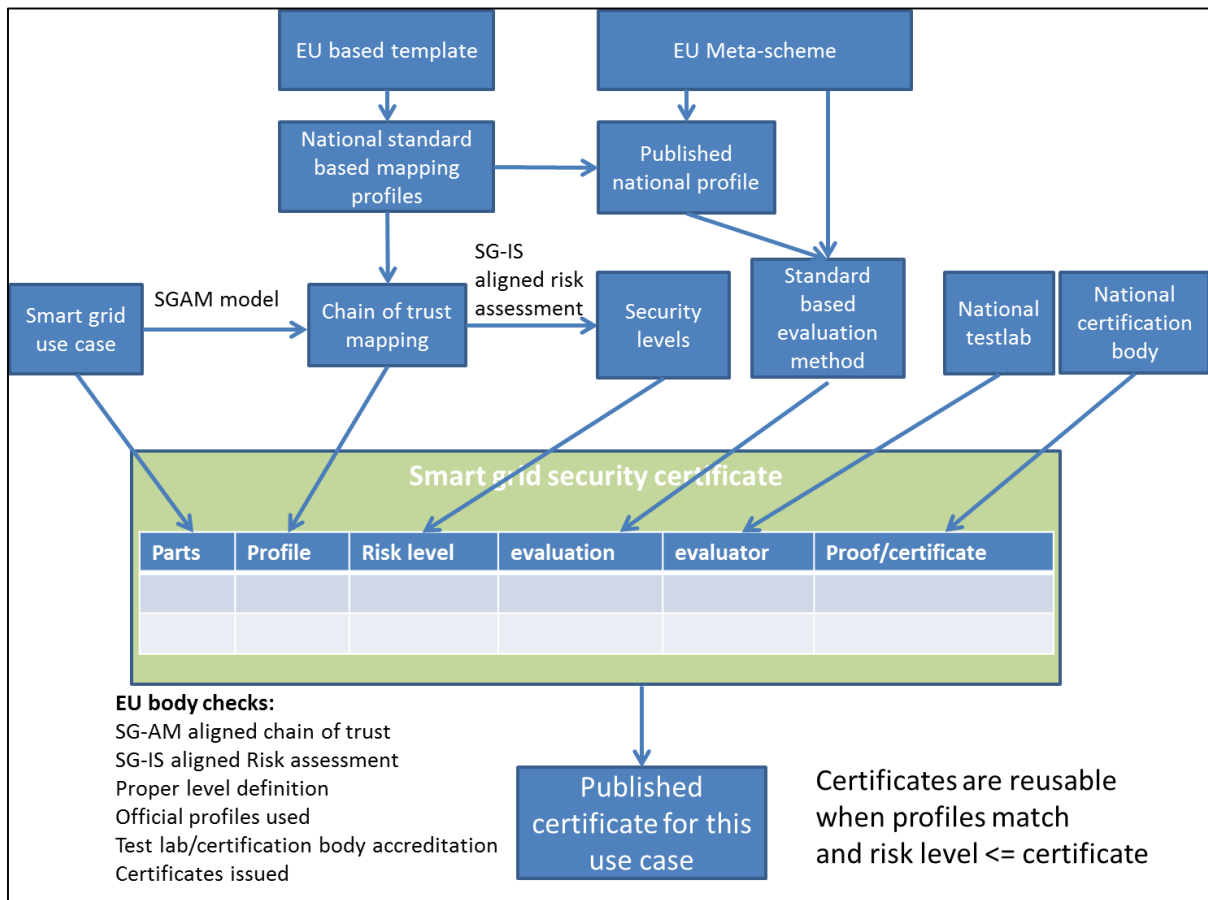 EU based template
EU Meta-scheme
National standard
based mapping
profiles
Published
national profile
SG-IS
aligned risk
assessment
SGAM model
Smart grid
use case
Chain of trust
mapping
Security
levels
Standard
based
evaluation
method
National
testlab
National
certification
body
Smart grid security certificate
Parts Profile Risk level evaluation evaluator Proof/certificate
EU body checks:
SG-AM aligned chain of trust
SG-IS aligned Risk assessment
Proper level definition
Official profiles used
Test lab/certification body accreditation
Certificates issued
Published
certificate for this
use case
Certificates are reusable
when profiles match
and risk level <= certificate